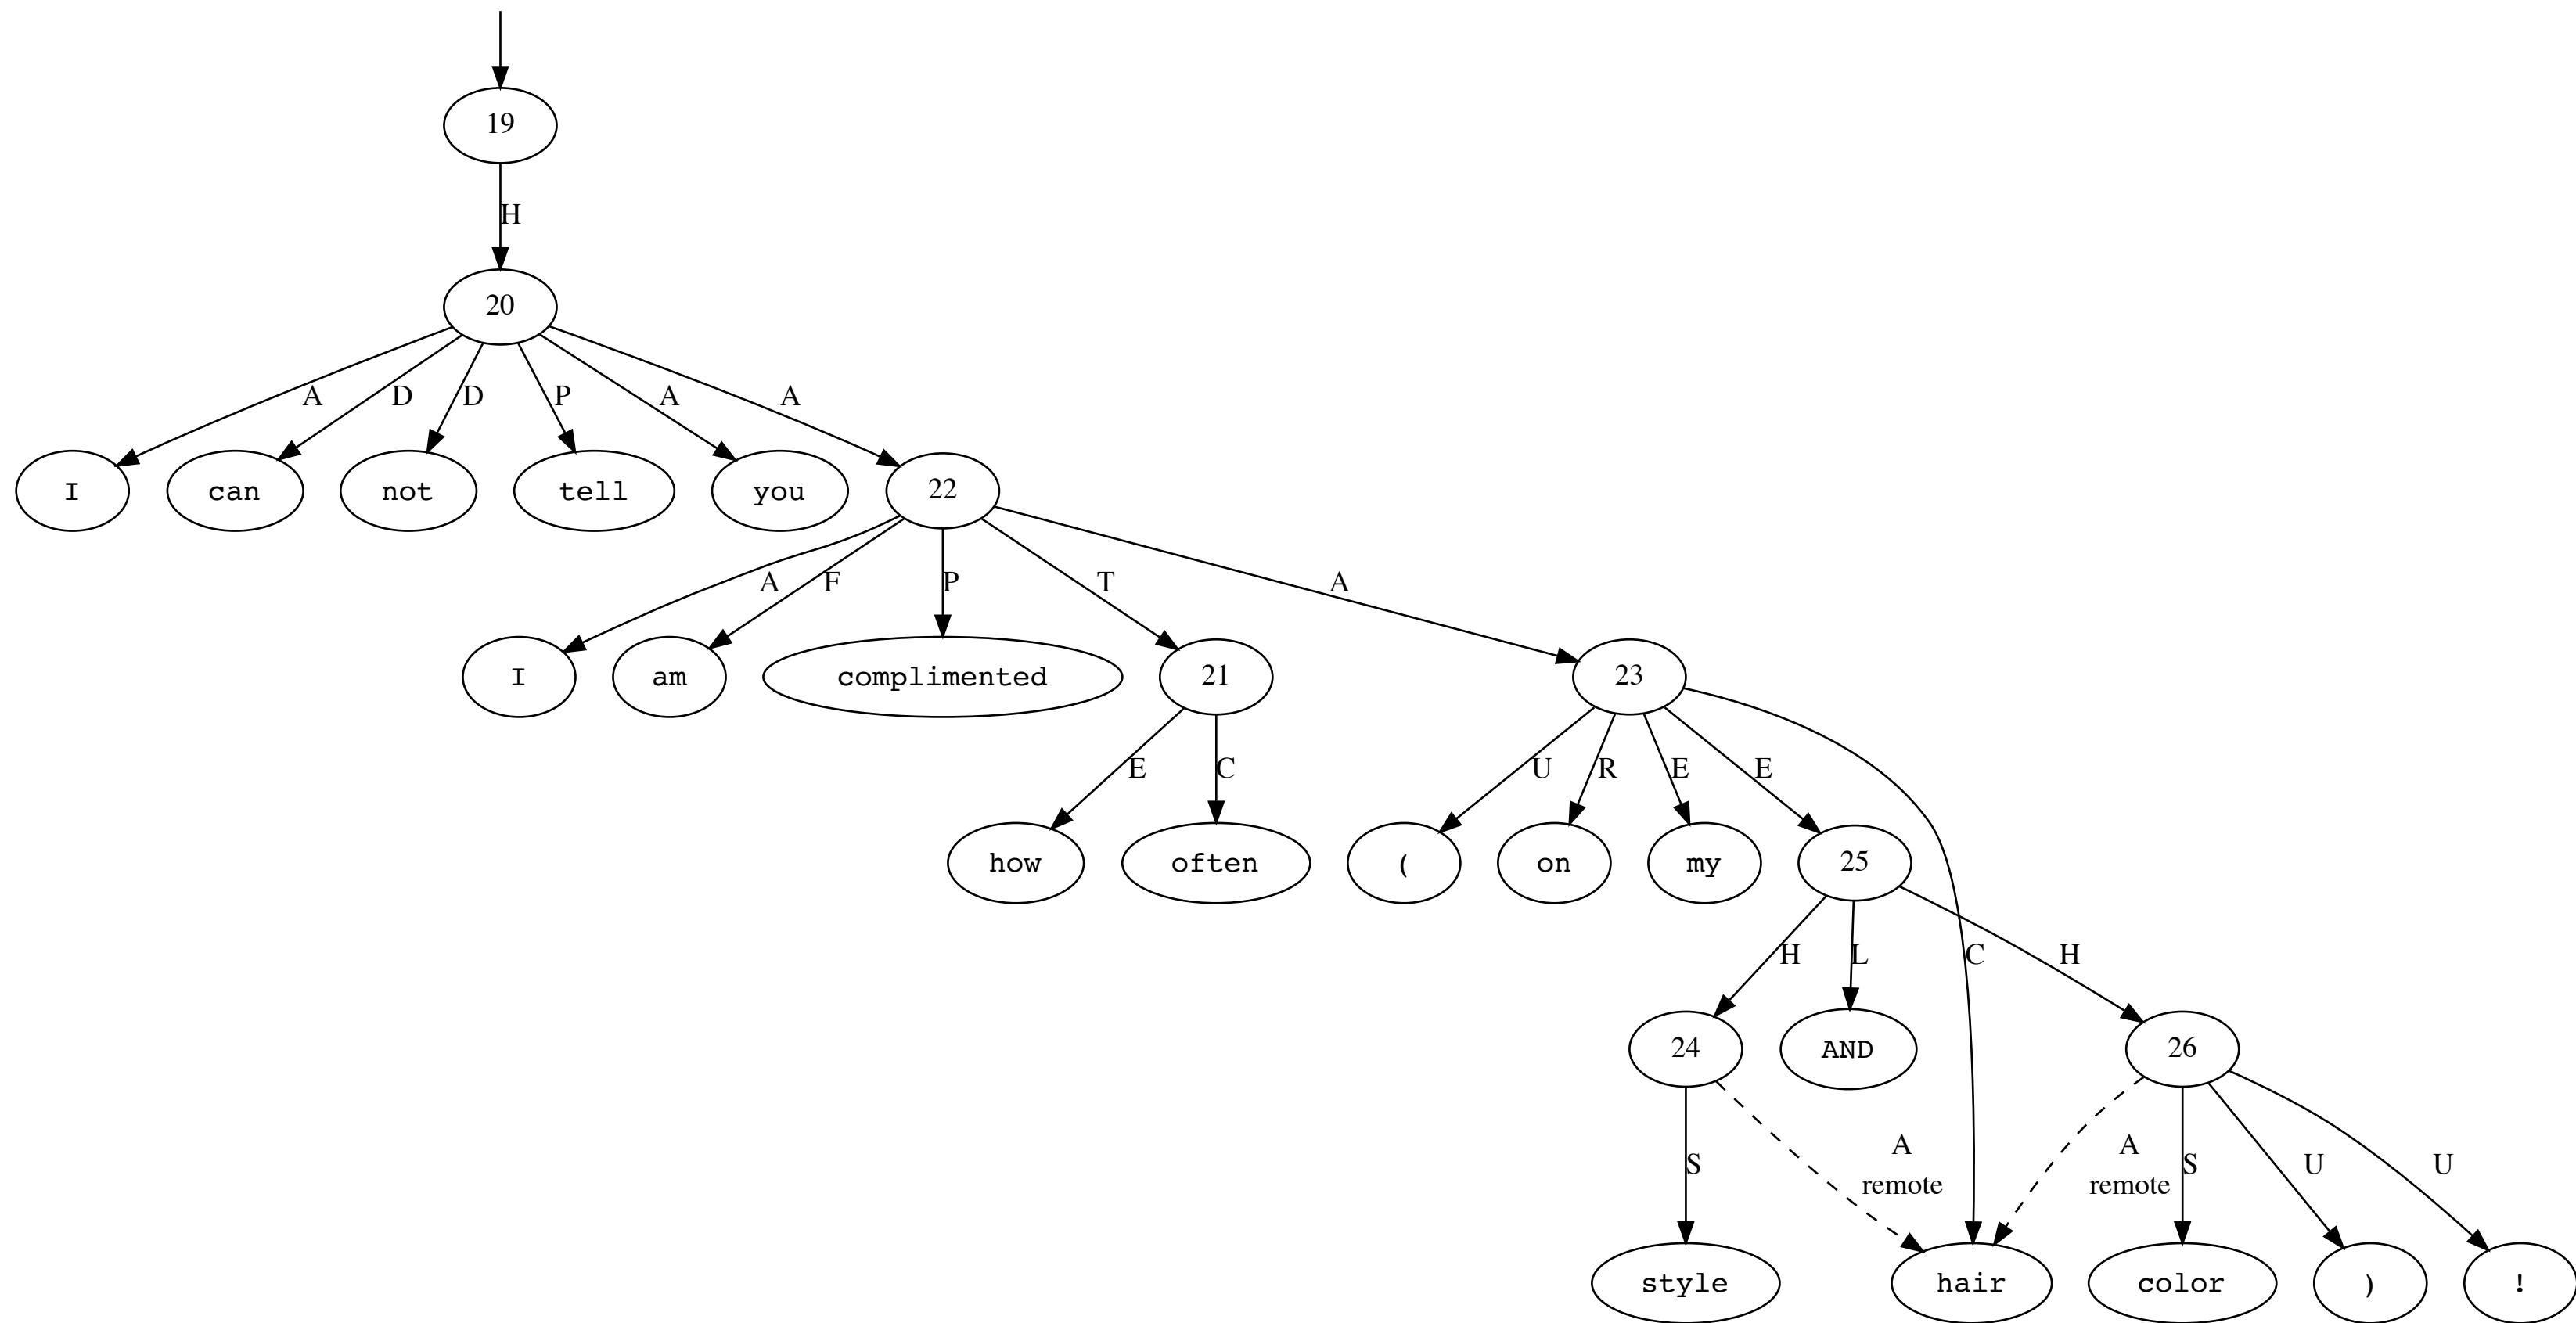 19
H
20
A D D P A A
I can not tell you 22
A F P T A
I am complimented 21 23
E C U R E E
how often ( on my 25
H L C H
24 AND 26
A A
S S U U
remote remote
style hair color ) !